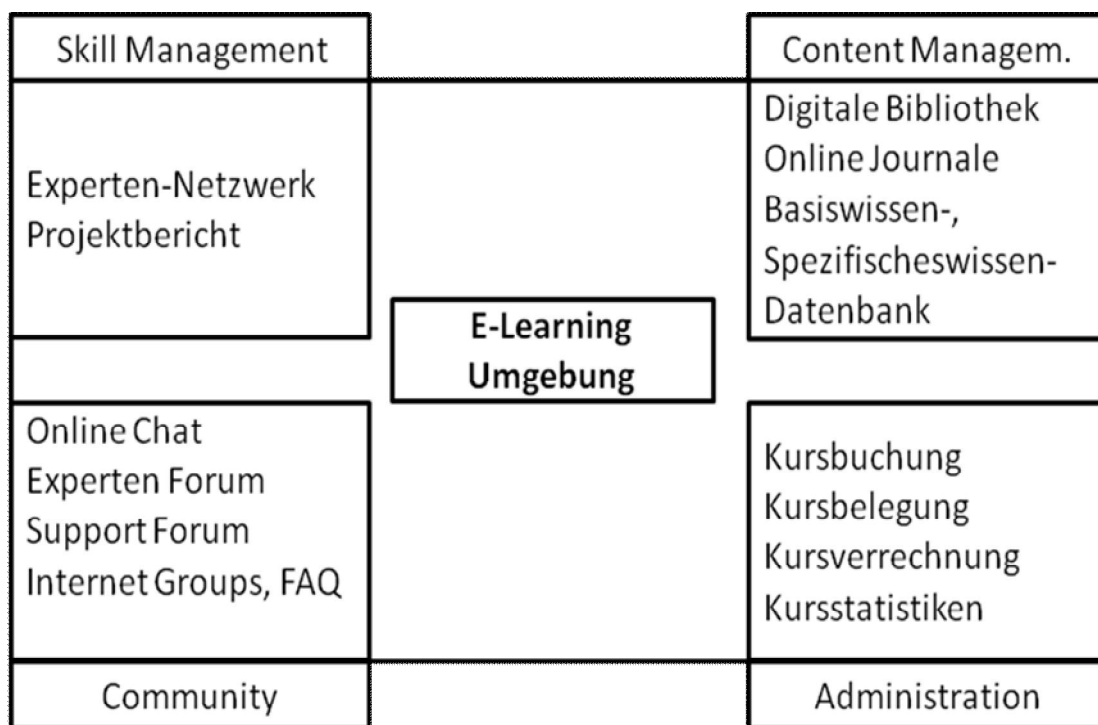 Skill Management
Experten-Netzwerk
Projektbericht
Content Managem.
Digitale Bibliothek
Online Journale
Basiswissen-,
Spezifischeswissen-
Datenbank
E-Learning
Umgebung
Online Chat
Experten Forum
Support Forum
Internet Groups, FAQ
Community
Kursbuchung
Kursbelegung
Kursverrechnung
Kursstatistiken
Administration